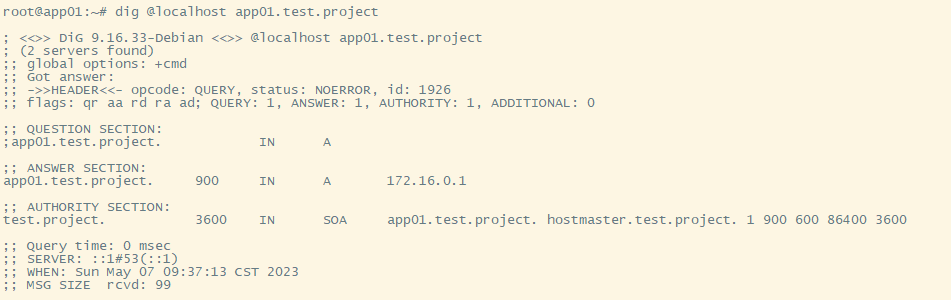 root@app01:~# dig @localhost app01.test.project
; <<>> DiG 9.16.33-Debian <<>> @localhost app01.test.project
; (2 servers found)
;; global options: +cmd
;; Got answer:
;; ->>HEADER<<- opcode: QUERY, status: NOERROR, id: 1926
;; flags: qr aa rd ra ad; QUERY: 1, ANSWER: 1, AUTHORITY: 1, ADDITIONAL: 0
;; QUESTION SECTION:
;app01.test.project. IN A
;; ANSWER SECTION:
app01.test.project. 900 IN A 172.16.0.1
;; AUTHORITY SECTION:
test.project. 3600 IN SOA app01.test.project. hostmaster.test.project. 1 900 600 86400 3600
;; Query time: 0 msec
;; SERVER: ::1#53(::1)
;; WHEN: Sun May 07 09:37:13 CST 2023
;; MSG SIZE rcvd: 99